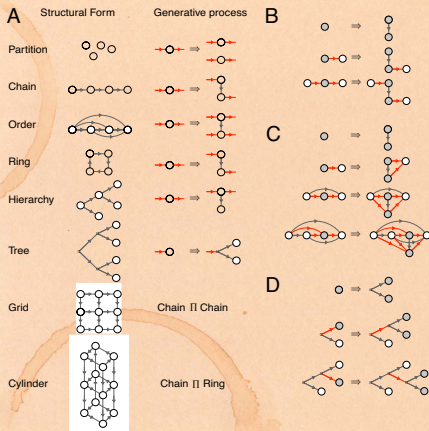 A
Structural Form
Generative process
Partition
Chain
Order
Ring
Hierarchy
Tree
Grid
Chain Π Chain
Cylinder
Chain Π Ring
B
C
D